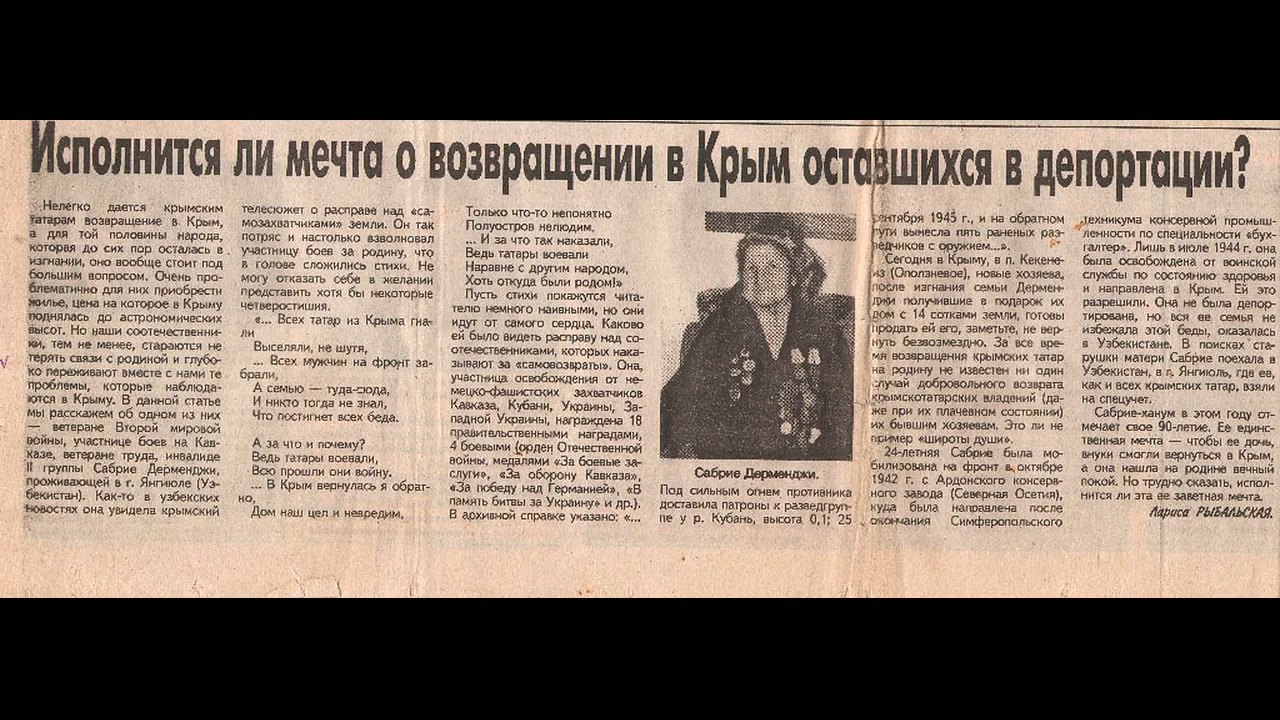 Исполнится ли мечта о возвращении в Крым оставшихся в депортации?
Нелегко дается крымским
татарам возвращение в Крым,
а для той половины народа,
которая до сих пор осталась в
изгнании, оно вообще стоит под
большим вопросом. Очень про-
блематично для них приобрести
жилье, цена на которое в Крыму
поднялась до астрономических
высот. Но наши соотечественни-
ки, тем не менее, стараются не
терять связи с родиной и глубо-
ко переживают вместе с нами те
проблемы, которые наблюда-
ются в Крыму. В данной статье
мы расскажем об одном из них
— ветеране Второй мировой
войны, участнице боев на Кав-
казе, ветеране труда, инвалиде
II группы Сабрие Дерменджи,
проживающей в г. Янгиюле (Уз-
бекистан). Как-то в узбекских
новостях она увидела крымский
телесюжет о расправе над «са-
мозахватчиками» земли. Он так
потряс и настолько взволновал
участницу боев за родину, что
в голове сложились стихи. Не
могу отказать себе в желании
представить хотя бы некоторые
четверостишия.
«... Всех татар из Крыма гна-
ли
Выселяли, не шутя,
... Всех мужчин на фронт за-
брали,
А семью — туда-сюда,
И никто тогда не знал,
Что постигнет всех беда.
А за что и почему?
Ведь татары воевали,
Всю прошли они войну.
... В Крым вернулась я обрат-
но,
Дом наш цел и невредим,
Только что-то непонятно
Полуостров нелюдим.
... И за что так наказали,
Ведь татары воевали
Наравне с другим народом,
Хоть откуда были родом!»
Пусть стихи покажутся чита-
телю немного наивными, но они
идут от самого сердца. Каково
ей было видеть расправу над со-
отечественниками, которых нака-
зывают за «самовозврать». Она,
участница освобождения от не-
мецко-фашистских захватчиков
Кавказа, Кубани, Украины, За-
падной Украины, награждена 18
правительственными наградами,
4 боевыми (орден Отечественной
войны, медалями «За боевые за-
слуги», «За оборону Кавказа»,
«За победу над Германией», «В
память битвы за Украину» и др.).
В архивной справке указано: «...
Сабрие Дерменджи.
Под сильным огнем противника
доставила патроны к разведгруп-
пе у р. Кубань, высота 0,1; 25
сентября 1943 г., и на обратном
пути вынесла пять раненых раз-
ведчиков с оружием...».
Сегодня в Крыму, в п. Кекене-
из (Оползневое), новые хозяева,
после изгнания семьи Дермен-
джи получившие в подарок их
дом с 14 сотками земли, готовы
продать ей его, заметьте, не вер-
нуть безвозмездно. За все вре-
мя возвращения крымских татар
на родину не известен ни один
случай добровольного возврата
крымскотатарских владений (да-
же при их плачевном состоянии)
их бывшим хозяевам. Это ли не
пример «широты души».
24-летняя Сабрие была мо-
билизована на фронт в октябре
1942 г. с Ардонского консерв-
ного завода (Северная Осетия),
куда была направлена после
окончания Симферопольского
техникума консервной промыш-
ленности по специальности «бух-
галтер». Лишь в июле 1944 г. она
была освобождена от воинской
службы по состоянию здоровья
и направлена в Крым. Ей это
разрешили. Она не была депор-
тирована, но вся ее семья не
избежала этой беды, оказалась
в Узбекистане. В поисках ста-
рушки матери Сабрие поехала в
Узбекистан, в г. Янгиюль, где ее,
как и всех крымских татар, взяли
на спецучет.
Сабрие-ханум в этом году от-
мечает свое 90-летие. Ее единс-
твенная мечта — чтобы ее дочь,
внуки смогли вернуться в Крым,
а она нашла на родине вечный
покой. Но трудно сказать, испол-
нится ли эта ее заветная мечта.
Лариса РЫБАЛЬСКАЯ.